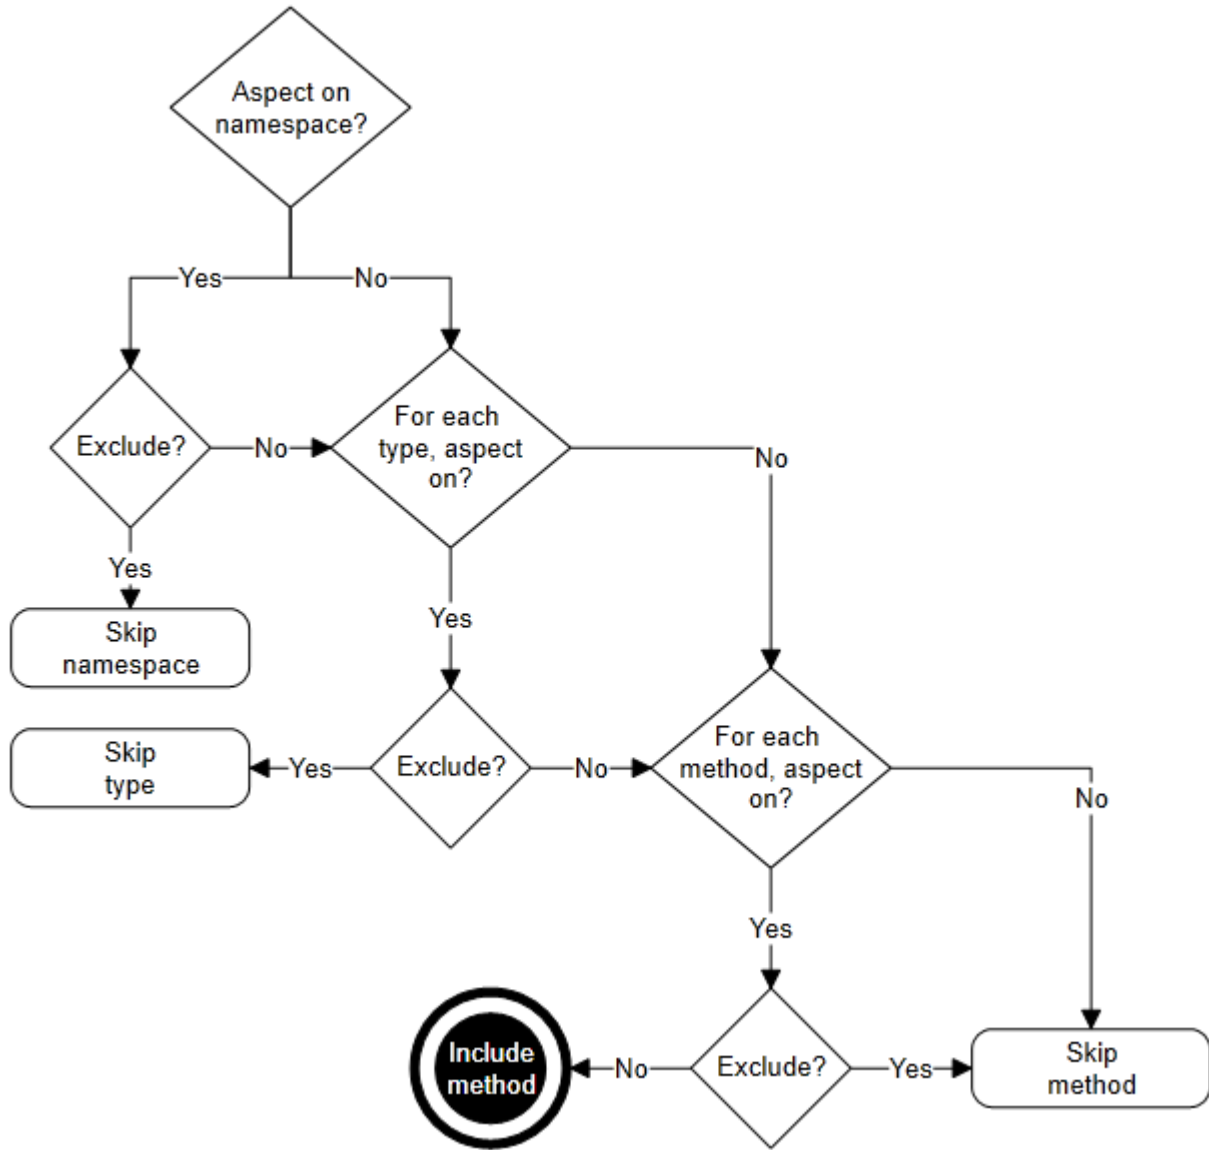 Aspect on
namespace?
Yes
No
For each
type, aspect
on?
Exclude?
No
No
Yes
Yes
Skip
namespace
For each
method, aspect
on?
Skip
type
Yes
Exclude?
No
No
Yes
Include
method
No
Exclude?
Yes
Skip
method